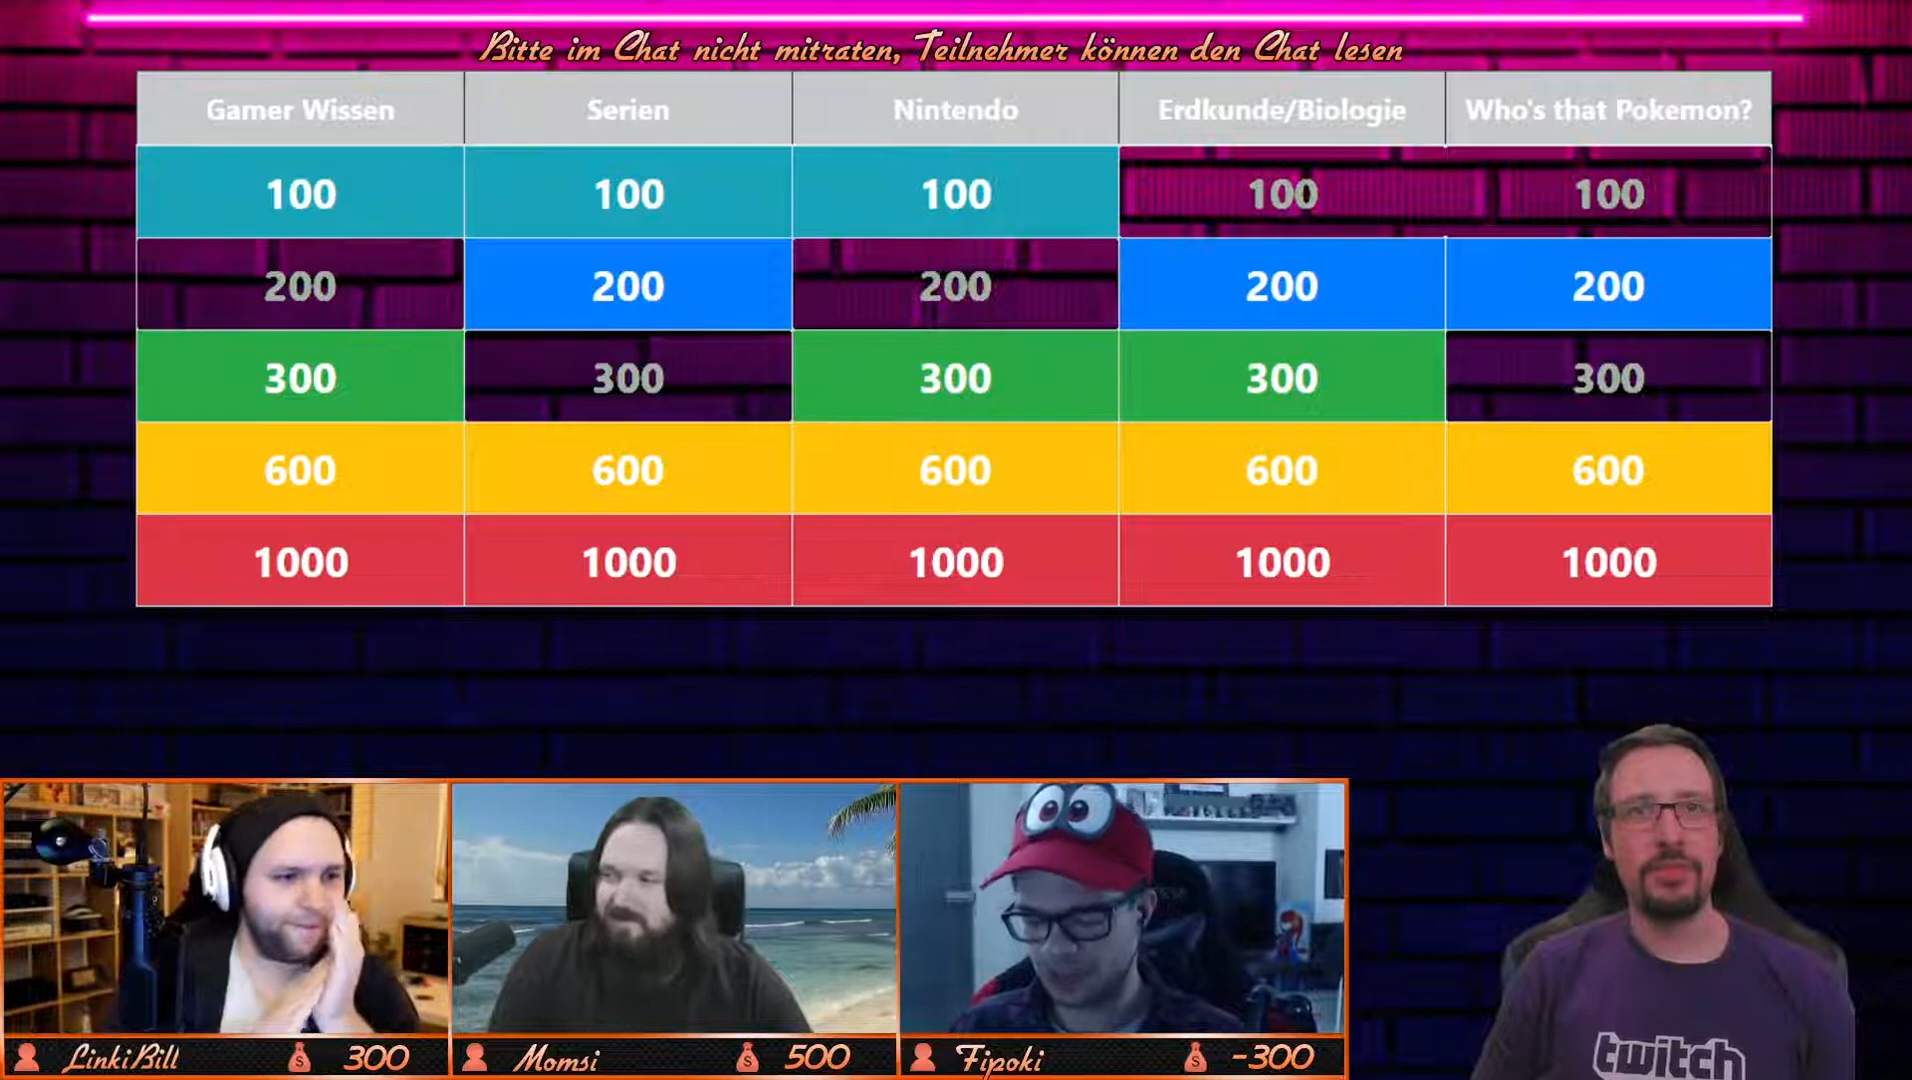 Bitte im Chat nicht mitraten, Teilnehmer können den Chat lesen
Gamer Wissen Serien Nintendo Erdkunde/Biologie Who's that Pokemon?
100 100 100 100 100
200 200 200 200 200
300 300 300 300 300
600 600 600 600 600
1000 1000 1000 1000 1000
twitch
LinkiBill 300 Momsi 500 Fipoki -300